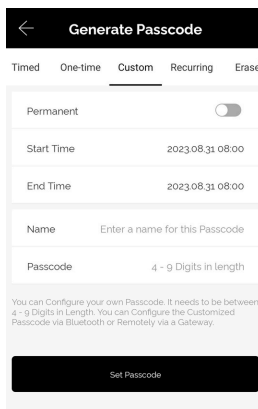 Generate Passcode
Timed One-time Custom Recurring Erase
Permanent
Start Time 2023.08.31 08:00
End Time 2023.08.31 08:00
Name Enter a name for this Passcode
Passcode 4 - 9 Digits in length
You can Configure your own Passcode. It needs to be between
4 - 9 Digits in Length. You can Configure the Customized
Passcode via Bluetooth or Remotely via a Gateway.
Set Passcode